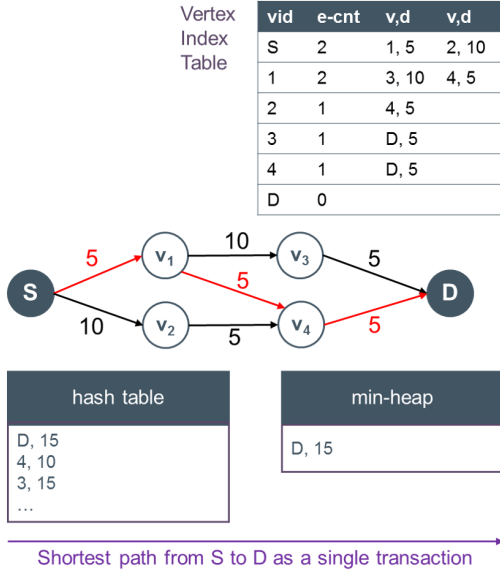 Vertex
Index
Table
vid e-cnt v,d v,d
S 2 1, 5 2, 10
1 2 3, 10 4, 5
2 1 4, 5
3 1 D, 5
4 1 D, 5
D 0
5 v1 10 v3 5
S 5 D
10 v2 5 v4 5
hash table
D, 15
4, 10
3, 15
...
min-heap
D, 15
Shortest path from S to D as a single transaction